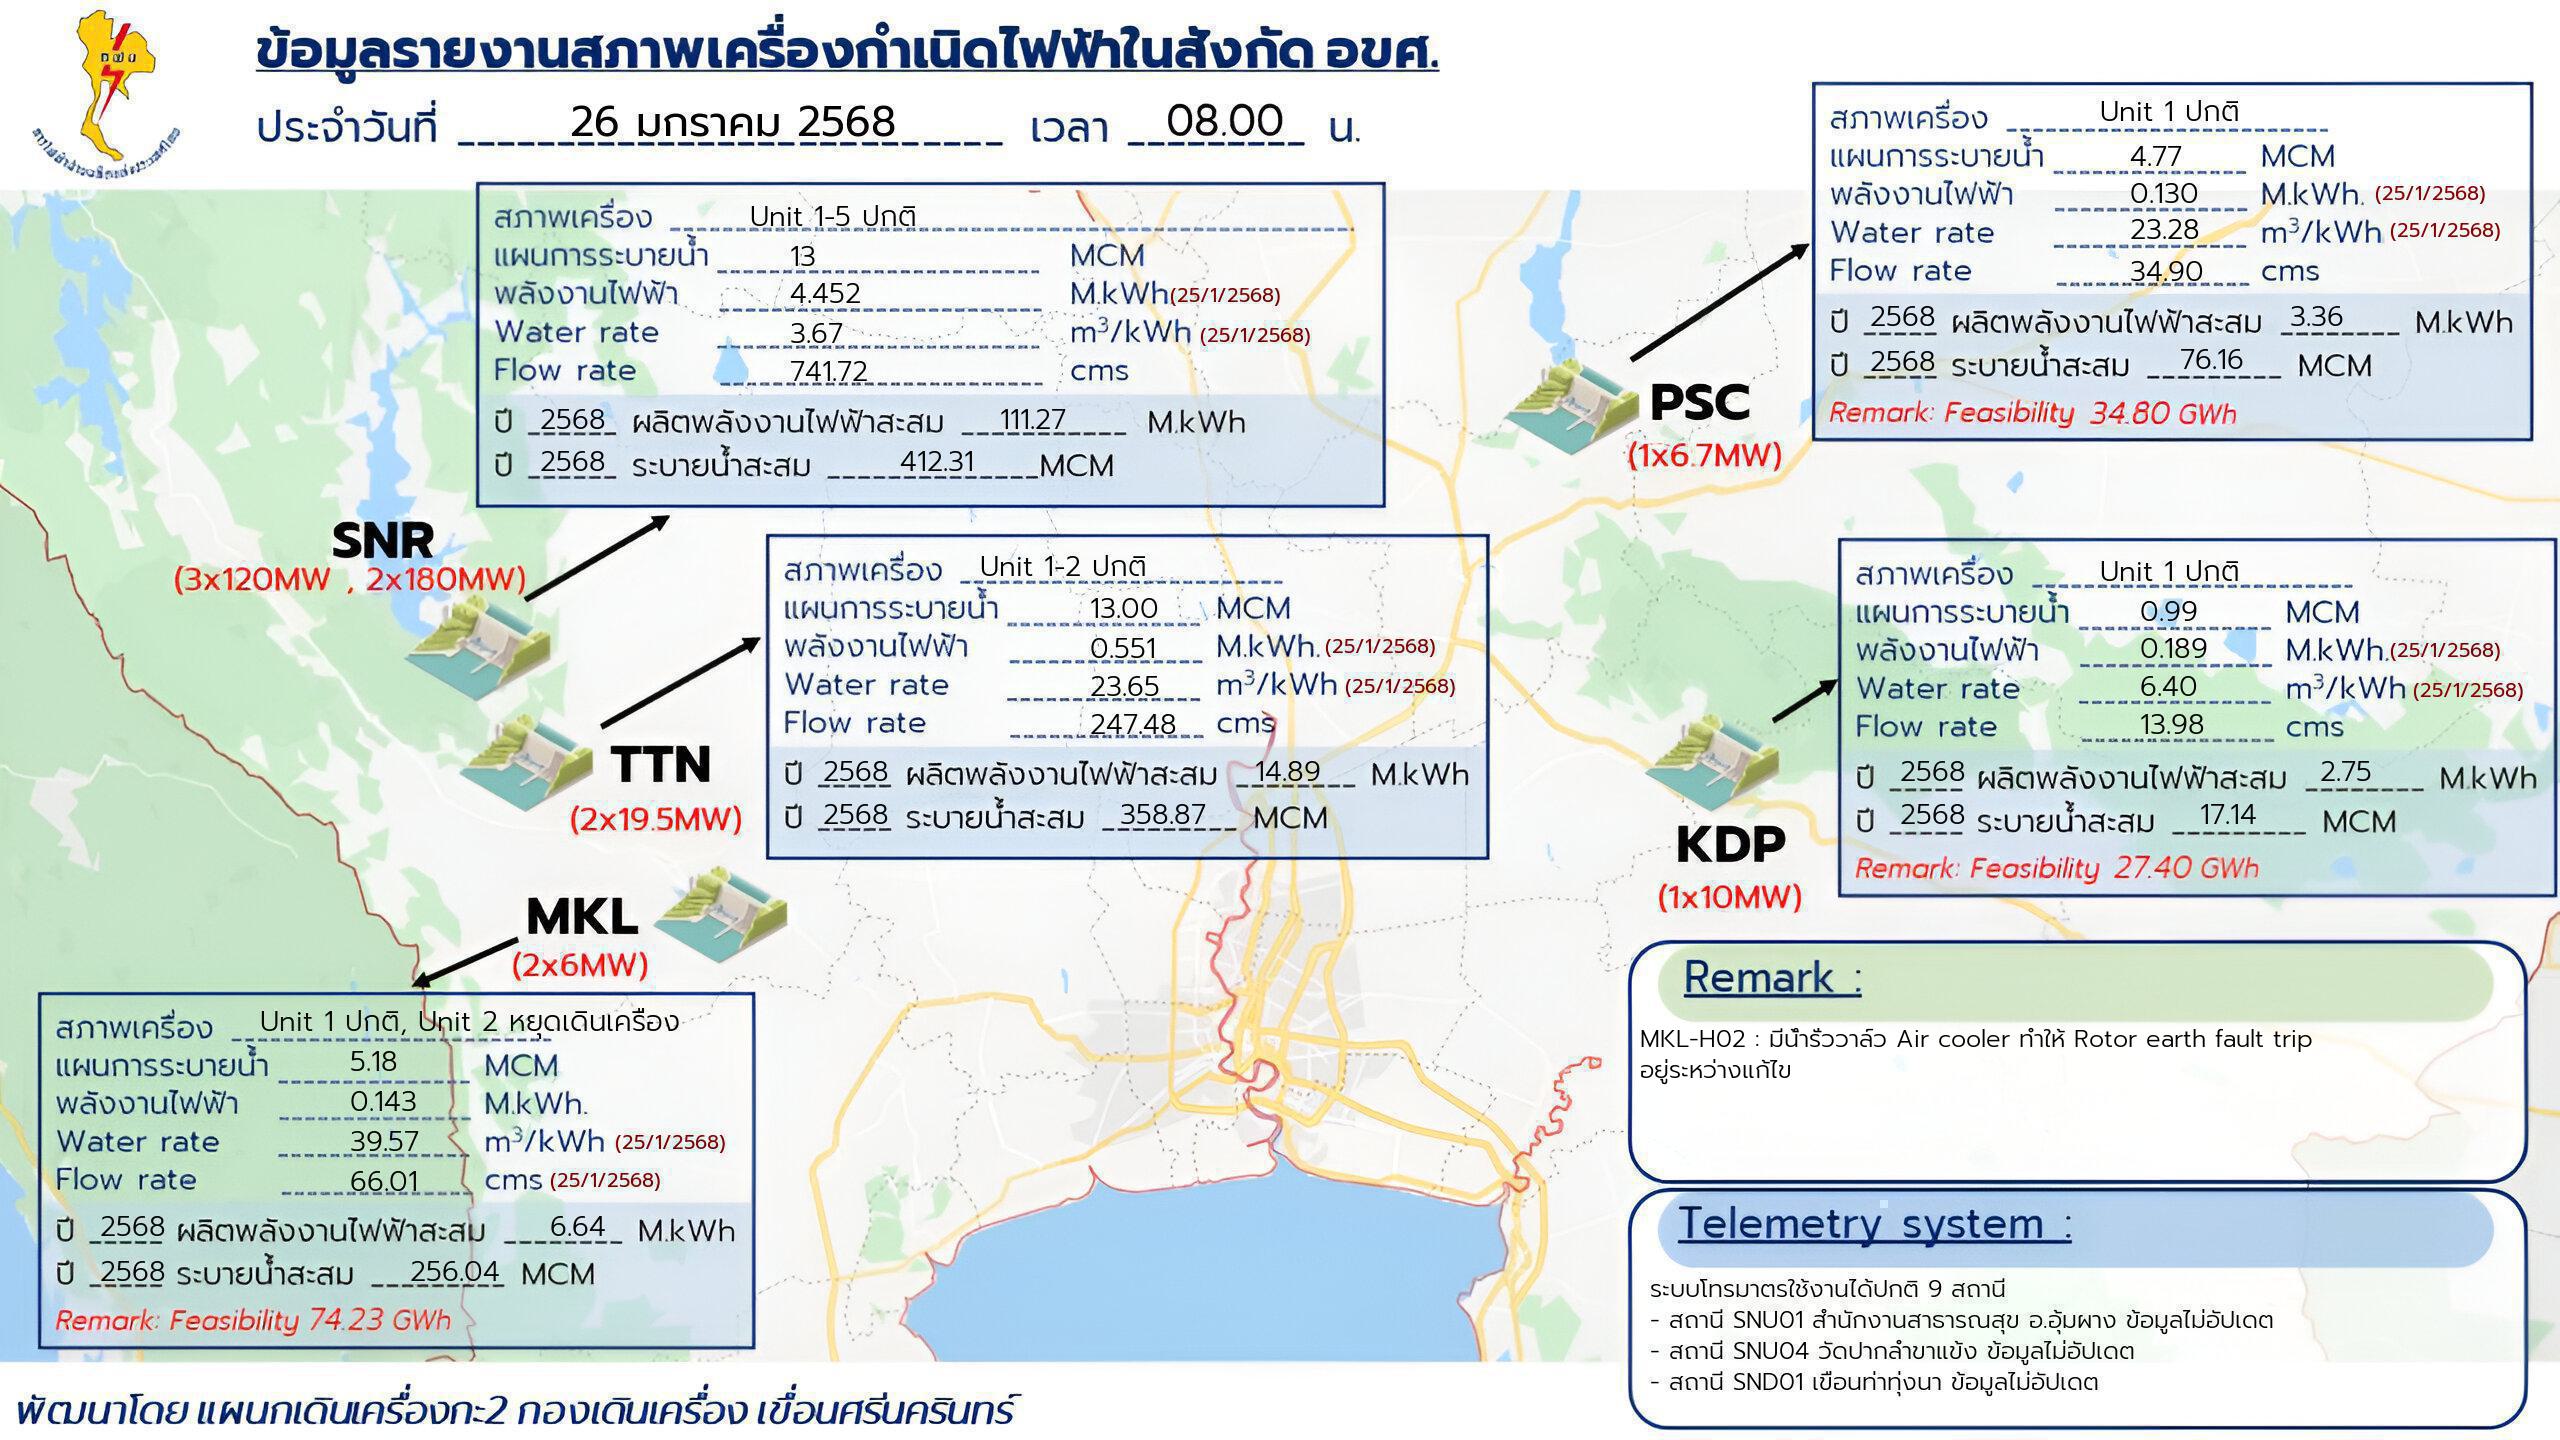 กฟผ
การไฟฟ้าฝ่ายผลิตแห่งประเทศไทย
ข้อมูลรายงานสภาพเครื่องกำเนิดไฟฟ้าในสังกัด อขศ.
ประจำวันที่ 26 มกราคม 2568 เวลา 08.00 น.
สภาพเครื่อง Unit 1-5 ปกติ
แผนการระบายน้ำ 13 MCM
พลังงานไฟฟ้า 4.452 M.kWh (25/1/2568)
Water rate 3.67 m³/kWh (25/1/2568)
Flow rate 741.72 cms
ปี 2568 ผลิตพลังงานไฟฟ้าสะสม 111.27 M.kWh
ปี 2568 ระบายน้ำสะสม 412.31 MCM
SNR
(3x120MW , 2x180MW)
สภาพเครื่อง Unit 1 ปกติ
แผนการระบายน้ำ 4.77 MCM
พลังงานไฟฟ้า 0.130 M.kWh. (25/1/2568)
Water rate 23.28 m³/kWh (25/1/2568)
Flow rate 34.90 cms
ปี 2568 ผลิตพลังงานไฟฟ้าสะสม 3.36 M.kWh
ปี 2568 ระบายน้ำสะสม 76.16 MCM
Remark: Feasibility 34.80 GWh
PSC
(1x6.7MW)
สภาพเครื่อง Unit 1-2 ปกติ
แผนการระบายน้ำ 13.00 MCM
พลังงานไฟฟ้า 0.551 M.kWh. (25/1/2568)
Water rate 23.65 m³/kWh (25/1/2568)
Flow rate 247.48 cms
ปี 2568 ผลิตพลังงานไฟฟ้าสะสม 14.89 M.kWh
ปี 2568 ระบายน้ำสะสม 358.87 MCM
TTN
(2x19.5MW)
สภาพเครื่อง Unit 1 ปกติ
แผนการระบายน้ำ 0.99 MCM
พลังงานไฟฟ้า 0.189 M.kWh. (25/1/2568)
Water rate 6.40 m³/kWh (25/1/2568)
Flow rate 13.98 cms
ปี 2568 ผลิตพลังงานไฟฟ้าสะสม 2.75 M.kWh
ปี 2568 ระบายน้ำสะสม 17.14 MCM
Remark: Feasibility 27.40 GWh
KDP
(1x10MW)
MKL
(2x6MW)
สภาพเครื่อง Unit 1 ปกติ, Unit 2 หยุดเดินเครื่อง
แผนการระบายน้ำ 5.18 MCM
พลังงานไฟฟ้า 0.143 M.kWh.
Water rate 39.57 m³/kWh (25/1/2568)
Flow rate 66.01 cms (25/1/2568)
ปี 2568 ผลิตพลังงานไฟฟ้าสะสม 6.64 M.kWh
ปี 2568 ระบายน้ำสะสม 256.04 MCM
Remark: Feasibility 74.23 GWh
Remark :
MKL-H02 : มีน้ำรั่ววาล์ว Air cooler ทำให้ Rotor earth fault trip
อยู่ระหว่างแก้ไข
Telemetry system :
ระบบโทรมาตรใช้งานได้ปกติ 9 สถานี
- สถานี SNU01 สำนักงานสาธารณสุข อ.อุ้มผาง ข้อมูลไม่อัปเดต
- สถานี SNU04 วัดปากลำขาแข้ง ข้อมูลไม่อัปเดต
- สถานี SND01 เขื่อนท่าทุ่งนา ข้อมูลไม่อัปเดต
พัฒนาโดย แผนกเดินเครื่องกะ2 กองเดินเครื่อง เขื่อนศรีนครินทร์